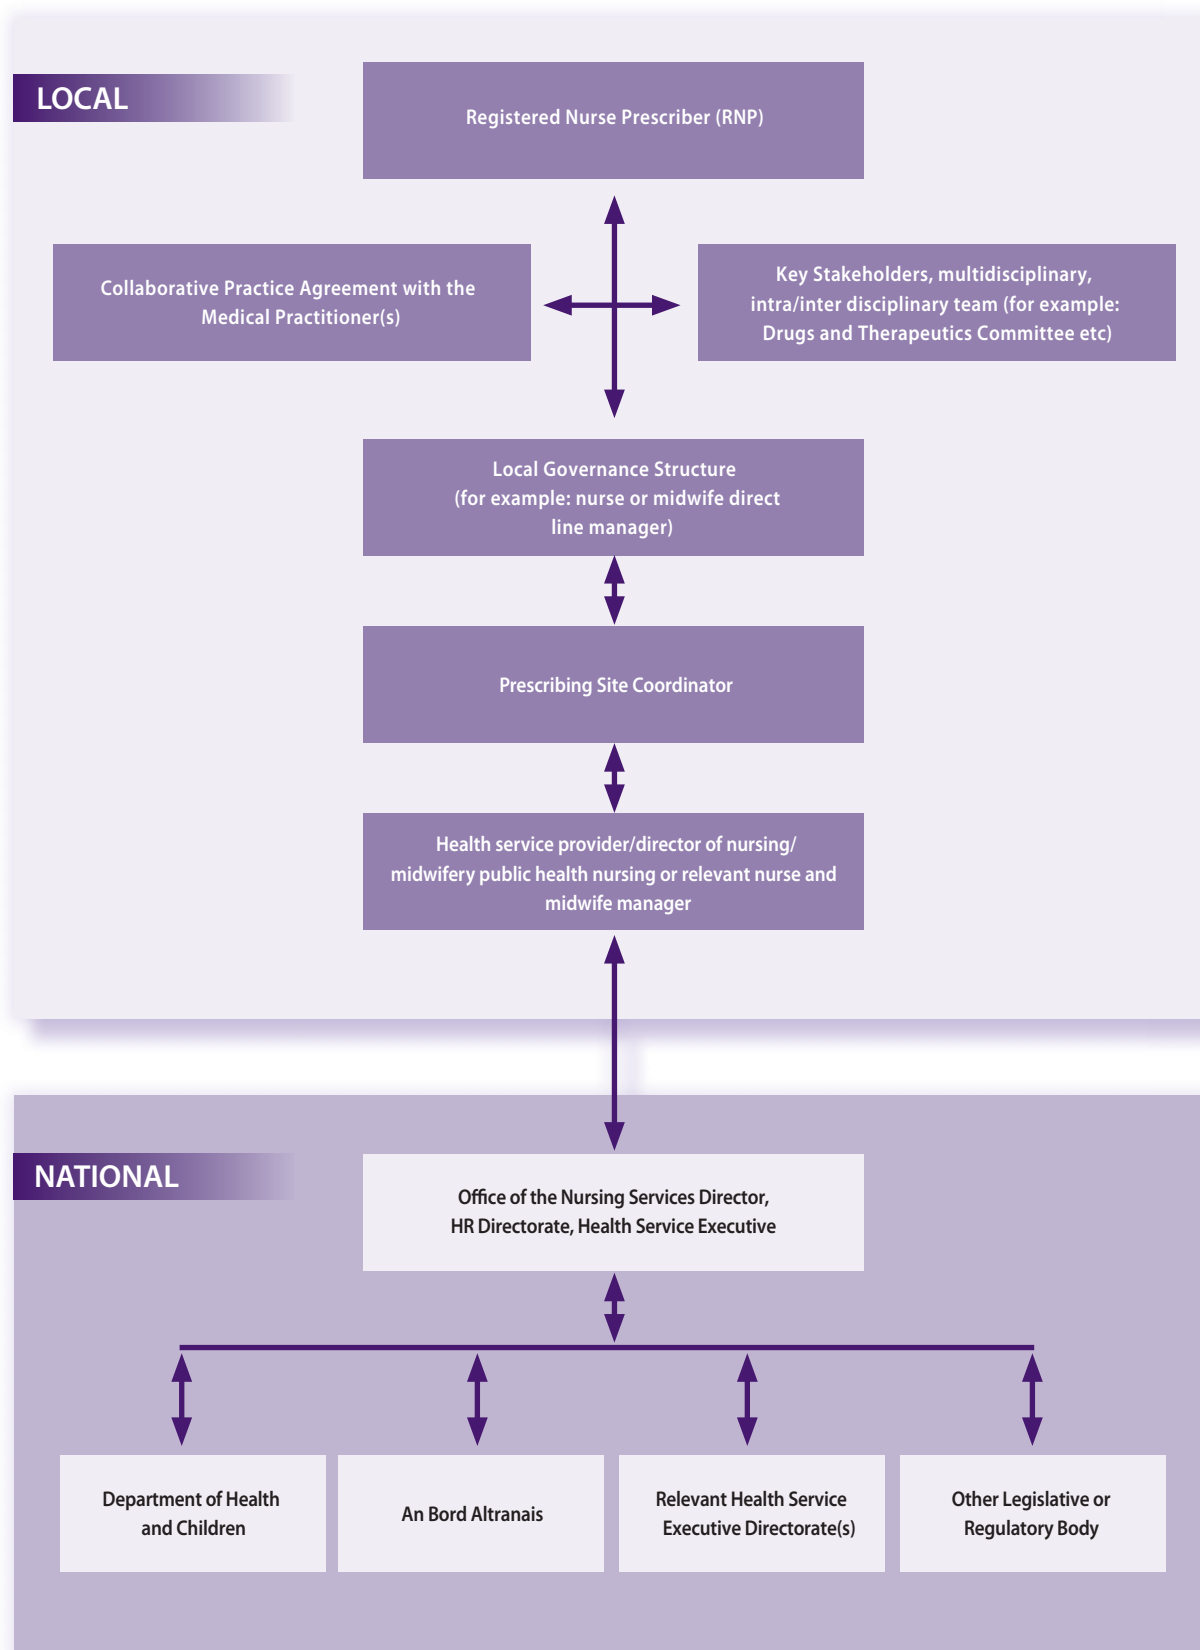 LOCAL
Registered Nurse Prescriber (RNP)
Collaborative Practice Agreement with the
Medical Practitioner(s)
Key Stakeholders, multidisciplinary,
intra/inter disciplinary team (for example:
Drugs and Therapeutics Committee etc)
Local Governance Structure
(for example: nurse or midwife direct
line manager)
Prescribing Site Coordinator
Health service provider/director of nursing/
midwifery public health nursing or relevant nurse and
midwife manager
NATIONAL
Office of the Nursing Services Director,
HR Directorate, Health Service Executive
Department of Health
and Children
An Bord Altranais
Relevant Health Service
Executive Directorate(s)
Other Legislative or
Regulatory Body